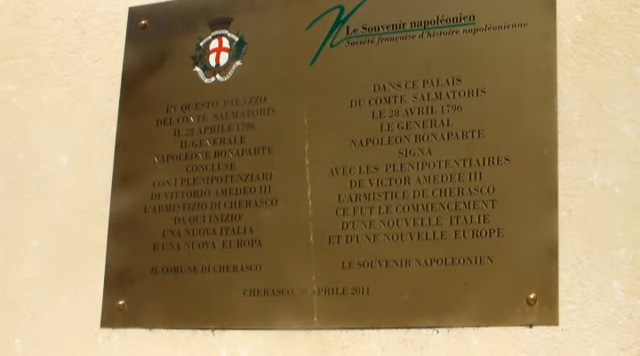 Le Souvenir napoléonien
Société française d'histoire napoléonienne
IN QUESTO PALAZZO
DEL CONTE SALMATORIS
IL 28 APRILE 1796
IL GENERALE
NAPOLEONE BONAPARTE
CONCLUSE
CON I PLENIPOTENZIARI
DI VITTORIO AMEDEO III
L'ARMISTIZIO DI CHERASCO
DA QUI INIZIO'
UNA NUOVA ITALIA
E UNA NUOVA EUROPA
IL COMUNE DI CHERASCO
DANS CE PALAIS
DU COMTE SALMATORIS
LE 28 AVRIL 1796
LE GENERAL
NAPOLEON BONAPARTE
SIGNA
AVEC LES PLENIPOTENTIAIRES
DE VICTOR AMEDEE III
L'ARMISTICE DE CHERASCO
CE FUT LE COMMENCEMENT
D'UNE NOUVELLE ITALIE
ET D'UNE NOUVELLE EUROPE
LE SOUVENIR NAPOLEONIEN
CHERASCO, APRILE 2011